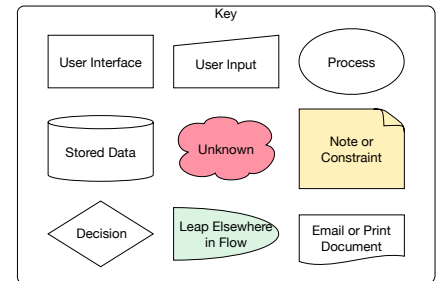 Key
User Interface
User Input
Process
Stored Data
Unknown
Note or
Constraint
Decision
Leap Elsewhere
in Flow
Email or Print
Document